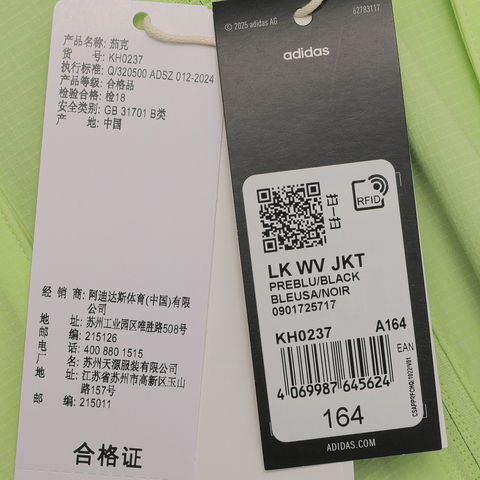 产品名称: 茄克
货 号: KH0237
执行标准: Q/320500 ADSZ 012-2024
产品等级: 合格品
检验合格: 检18
安全类别: GB 31701 B类
产 地: 中国
经 销 商: 阿迪达斯体育(中国)有限
公司
地 址: 苏州工业园区唯胜路508号
邮 编: 215126
电 话: 400 880 1515
厂 名: 苏州天源服装有限公司
地 址: 江苏省苏州市高新区玉山
路157号
邮 编: 215011
合格证
© 2025 adidas AG
62783117
adidas
RFID
LK WV JKT
PREBLU/BLACK
BLEUSA/NOIR
0901725717
KH0237 A164
EAN
4 069987 645624
164
ADIDAS.COM